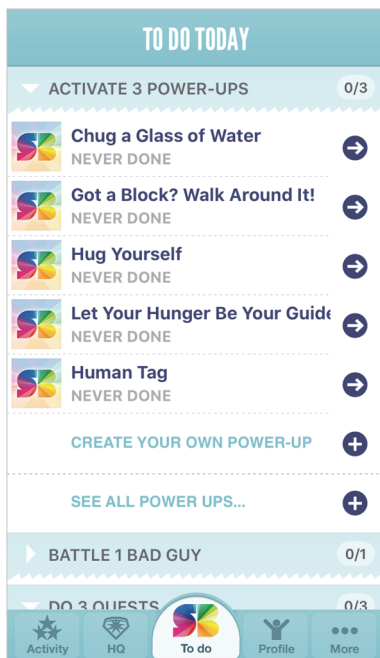 TO DO TODAY
ACTIVATE 3 POWER-UPS 0/3
Chug a Glass of Water
NEVER DONE
Got a Block? Walk Around It!
NEVER DONE
Hug Yourself
NEVER DONE
Let Your Hunger Be Your Guide
NEVER DONE
Human Tag
NEVER DONE
CREATE YOUR OWN POWER-UP
SEE ALL POWER UPS...
BATTLE 1 BAD GUY 0/1
DO 3 QUESTS 0/3
Activity HQ To do Profile More